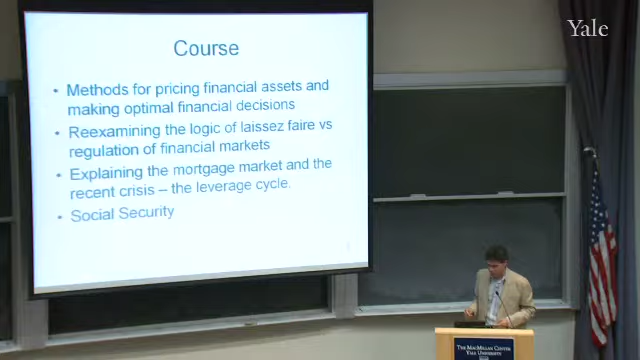 Yale
Course
• Methods for pricing financial assets and
making optimal financial decisions
• Reexamining the logic of laissez faire vs
regulation of financial markets
• Explaining the mortgage market and the
recent crisis – the leverage cycle.
• Social Security
THE MACMILLAN CENTER
YALE UNIVERSITY